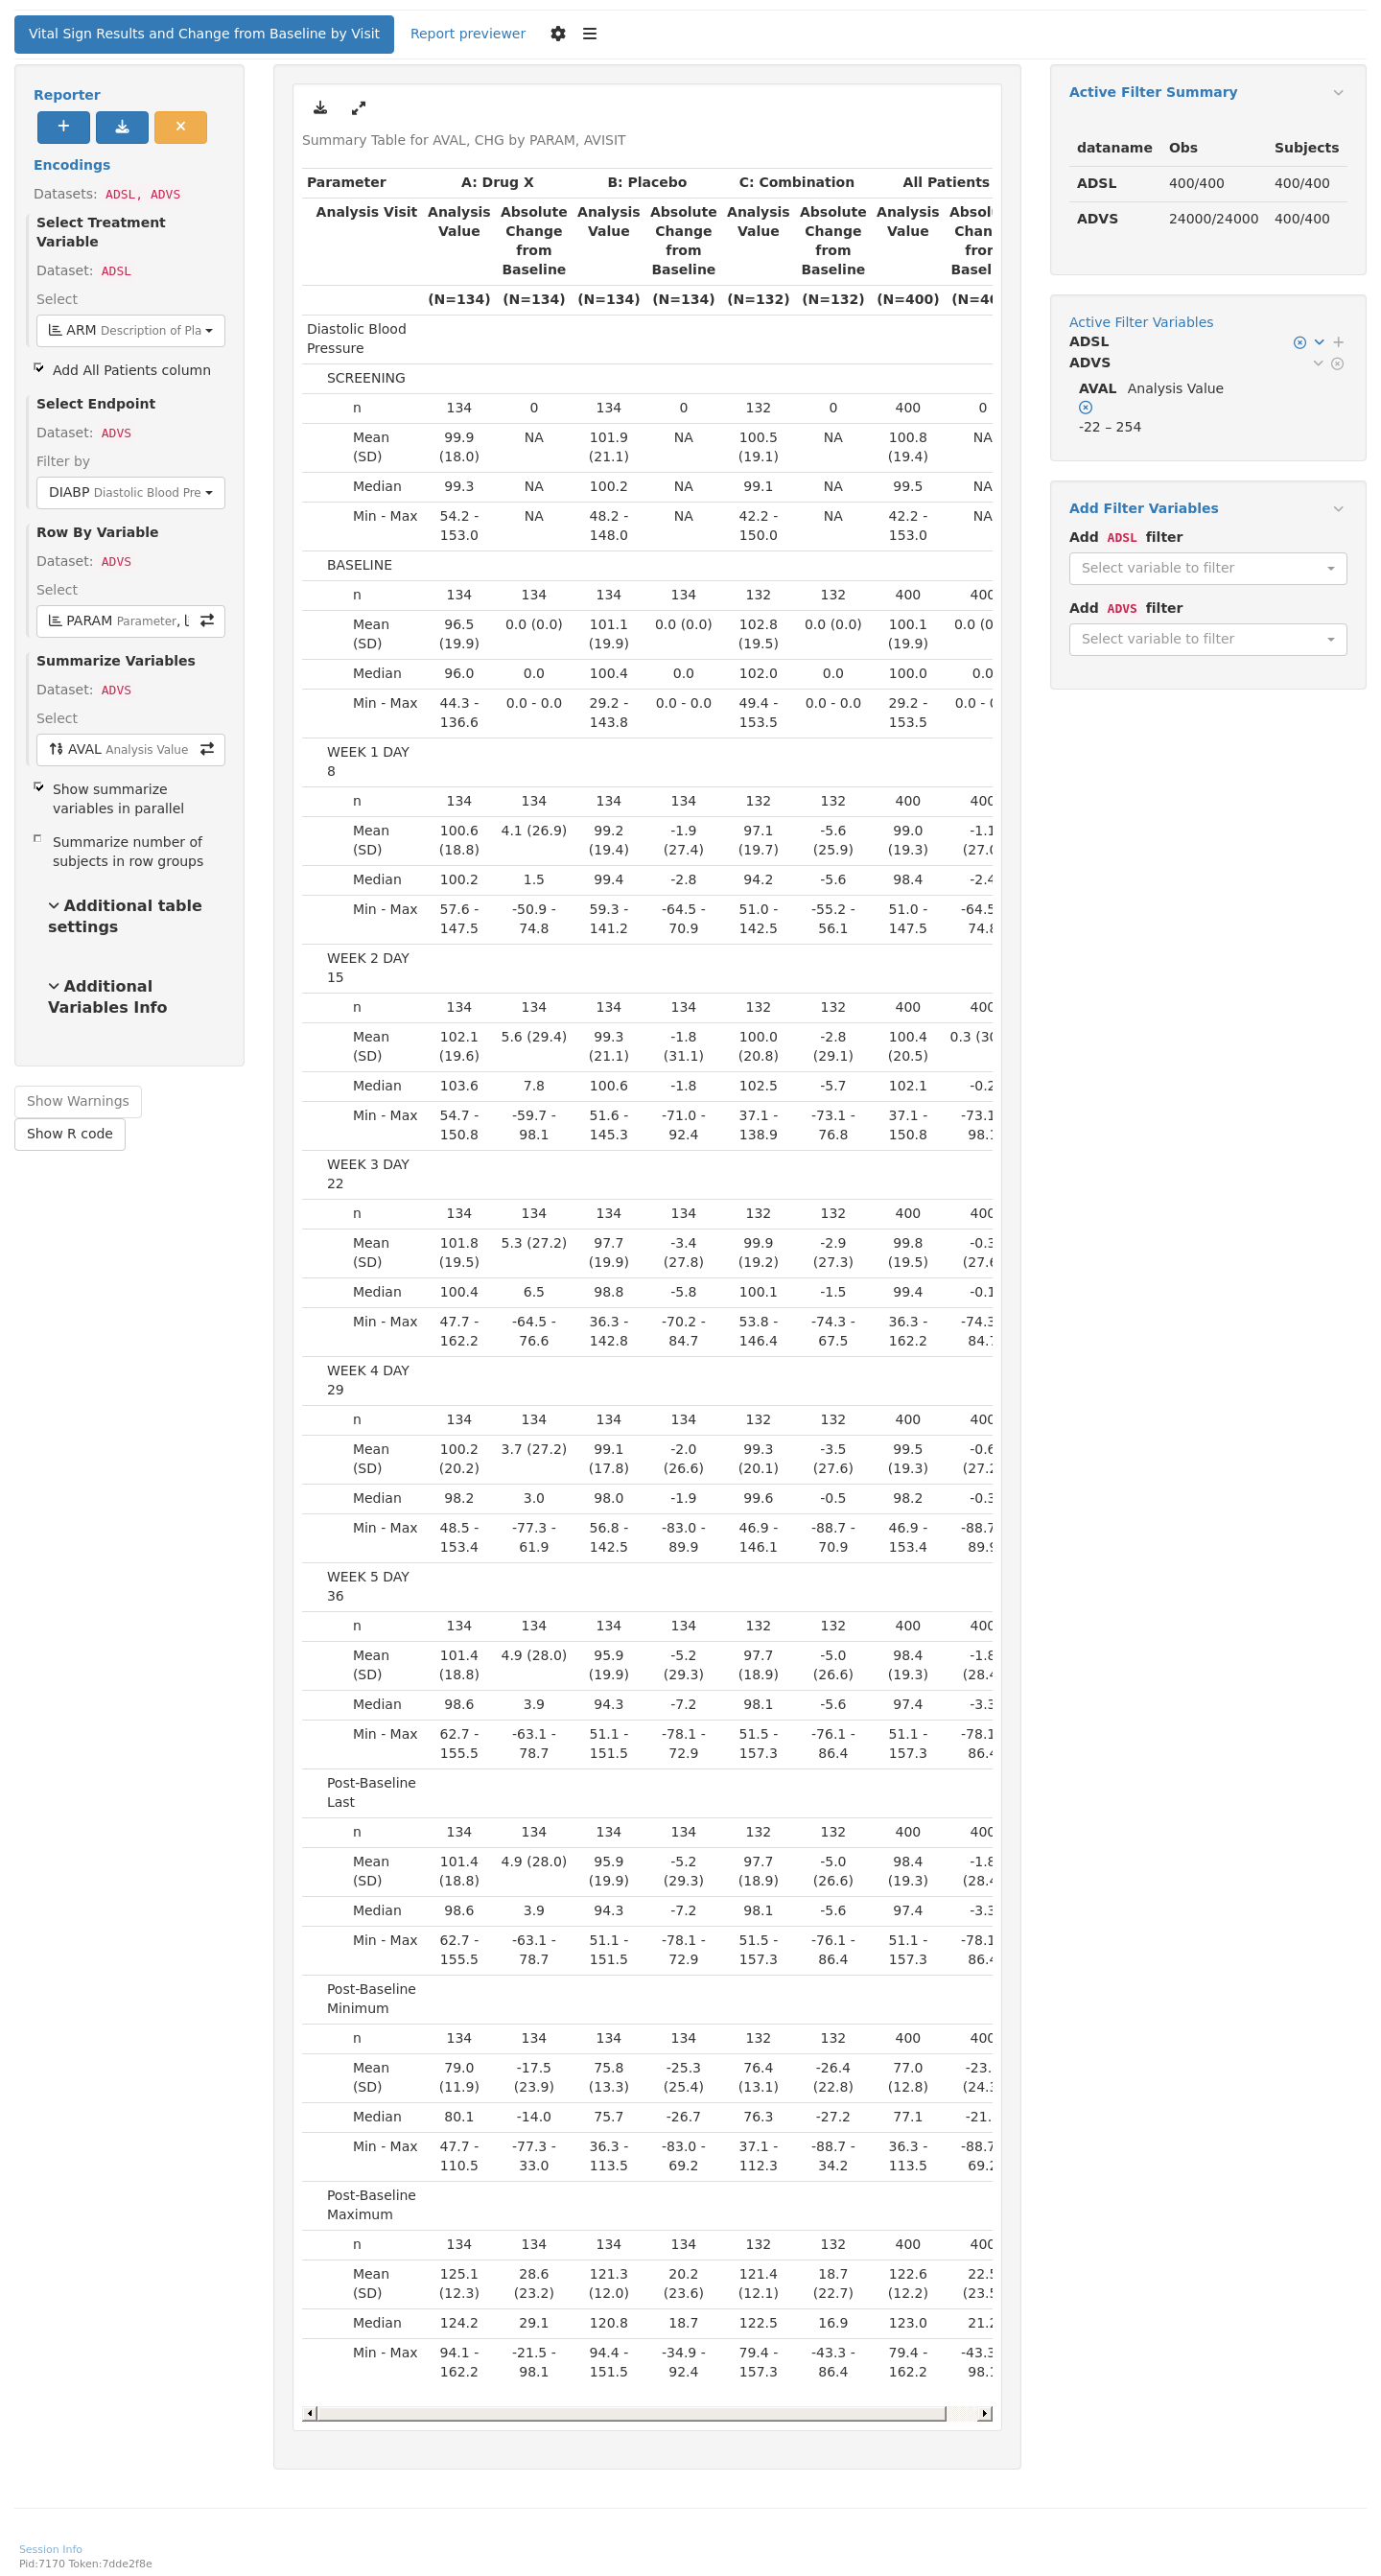 Vital Sign Results and Change from Baseline by Visit Report previewer
Reporter
Encodings
Datasets: ADSL, ADVS
Select Treatment
Variable
Dataset: ADSL
Select
ARM Description of Pla
Add All Patients column
Select Endpoint
Dataset: ADVS
Filter by
DIABP Diastolic Blood Pre
Row By Variable
Dataset: ADVS
Select
PARAM Parameter,
Summarize Variables
Dataset: ADVS
Select
AVAL Analysis Value
Show summarize
variables in parallel
Summarize number of
subjects in row groups
Additional table
settings
Additional
Variables Info
Show Warnings
Show R code
Summary Table for AVAL, CHG by PARAM, AVISIT
Parameter A: Drug X B: Placebo C: Combination All Patients
Analysis Visit Analysis Absolute Analysis Absolute Analysis Absolute Analysis
Value Change Value Change Value Change Value
from from from
Baseline Baseline Baseline
(N=134) (N=134) (N=134) (N=134) (N=132) (N=132) (N=400)
Diastolic Blood
Pressure
SCREENING
n 134 0 134 0 132 0 400 0
Mean 99.9 NA 101.9 NA 100.5 NA 100.8 NA
(SD) (18.0) (21.1) (19.1) (19.4)
Median 99.3 NA 100.2 NA 99.1 NA 99.5 NA
Min - Max 54.2 - NA 48.2 - NA 42.2 - NA 42.2 - NA
153.0 148.0 150.0 153.0
BASELINE
n 134 134 134 134 132 132 400 400
Mean 96.5 0.0 (0.0) 101.1 0.0 (0.0) 102.8 0.0 (0.0) 100.1 0.0 (0
(SD) (19.9) (19.9) (19.5) (19.9)
Median 96.0 0.0 100.4 0.0 102.0 0.0 100.0 0.0
Min - Max 44.3 - 0.0 - 0.0 29.2 - 0.0 - 0.0 49.4 - 0.0 - 0.0 29.2 - 0.0 -
136.6 143.8 153.5 153.5
WEEK 1 DAY
8
n 134 134 134 134 132 132 400 400
Mean 100.6 4.1 (26.9) 99.2 -1.9 97.1 -5.6 99.0 -1.1
(SD) (18.8) (19.4) (27.4) (19.7) (25.9) (19.3) (27.0
Median 100.2 1.5 99.4 -2.8 94.2 -5.6 98.4 -2.4
Min - Max 57.6 - -50.9 - 59.3 - -64.5 - 51.0 - -55.2 - 51.0 - -64.5
147.5 74.8 141.2 70.9 142.5 56.1 147.5 74.8
WEEK 2 DAY
15
n 134 134 134 134 132 132 400 400
Mean 102.1 5.6 (29.4) 99.3 -1.8 100.0 -2.8 100.4 0.3 (30
(SD) (19.6) (21.1) (31.1) (20.8) (29.1) (20.5)
Median 103.6 7.8 100.6 -1.8 102.5 -5.7 102.1 -0.2
Min - Max 54.7 - -59.7 - 51.6 - -71.0 - 37.1 - -73.1 - 37.1 - -73.1
150.8 98.1 145.3 92.4 138.9 76.8 150.8 98.1
WEEK 3 DAY
22
n 134 134 134 134 132 132 400 400
Mean 101.8 5.3 (27.2) 97.7 -3.4 99.9 -2.9 99.8 -0.3
(SD) (19.5) (19.9) (27.8) (19.2) (27.3) (19.5) (27.6
Median 100.4 6.5 98.8 -5.8 100.1 -1.5 99.4 -0.1
Min - Max 47.7 - -64.5 - 36.3 - -70.2 - 53.8 - -74.3 - 36.3 - -74.3
162.2 76.6 142.8 84.7 146.4 67.5 162.2 84.7
WEEK 4 DAY
29
n 134 134 134 134 132 132 400 400
Mean 100.2 3.7 (27.2) 99.1 -2.0 99.3 -3.5 99.5 -0.6
(SD) (20.2) (17.8) (26.6) (20.1) (27.6) (19.3) (27.2
Median 98.2 3.0 98.0 -1.9 99.6 -0.5 98.2 -0.3
Min - Max 48.5 - -77.3 - 56.8 - -83.0 - 46.9 - -88.7 - 46.9 - -88.7
153.4 61.9 142.5 89.9 146.1 70.9 153.4 89.9
WEEK 5 DAY
36
n 134 134 134 134 132 132 400 400
Mean 101.4 4.9 (28.0) 95.9 -5.2 97.7 -5.0 98.4 -1.8
(SD) (18.8) (19.9) (29.3) (18.9) (26.6) (19.3) (28.4
Median 98.6 3.9 94.3 -7.2 98.1 -5.6 97.4 -3.3
Min - Max 62.7 - -63.1 - 51.1 - -78.1 - 51.5 - -76.1 - 51.1 - -78.1
155.5 78.7 151.5 72.9 157.3 86.4 157.3 86.4
Post-Baseline
Last
n 134 134 134 134 132 132 400 400
Mean 101.4 4.9 (28.0) 95.9 -5.2 97.7 -5.0 98.4 -1.8
(SD) (18.8) (19.9) (29.3) (18.9) (26.6) (19.3) (28.4
Median 98.6 3.9 94.3 -7.2 98.1 -5.6 97.4 -3.3
Min - Max 62.7 - -63.1 - 51.1 - -78.1 - 51.5 - -76.1 - 51.1 - -78.1
155.5 78.7 151.5 72.9 157.3 86.4 157.3 86.4
Post-Baseline
Minimum
n 134 134 134 134 132 132 400 400
Mean 79.0 -17.5 75.8 -25.3 76.4 -26.4 77.0 -23.
(SD) (11.9) (23.9) (13.3) (25.4) (13.1) (22.8) (12.8) (24.3
Median 80.1 -14.0 75.7 -26.7 76.3 -27.2 77.1 -21.
Min - Max 47.7 - -77.3 - 36.3 - -83.0 - 37.1 - -88.7 - 36.3 - -88.7
110.5 33.0 113.5 69.2 112.3 34.2 113.5 69.2
Post-Baseline
Maximum
n 134 134 134 134 132 132 400 400
Mean 125.1 28.6 121.3 20.2 121.4 18.7 122.6 22.5
(SD) (12.3) (23.2) (12.0) (23.6) (12.1) (22.7) (12.2) (23.5
Median 124.2 29.1 120.8 18.7 122.5 16.9 123.0 21.2
Min - Max 94.1 - -21.5 - 94.4 - -34.9 - 79.4 - -43.3 - 79.4 - -43.3
162.2 98.1 151.5 92.4 157.3 86.4 162.2 98.1
Active Filter Summary
dataname Obs Subjects
ADSL 400/400 400/400
ADVS 24000/24000 400/400
Active Filter Variables
ADSL
ADVS
AVAL Analysis Value
-22 – 254
Add Filter Variables
Add ADSL filter
Select variable to filter
Add ADVS filter
Select variable to filter
Session Info
Pid:7170 Token:7dde2f8e